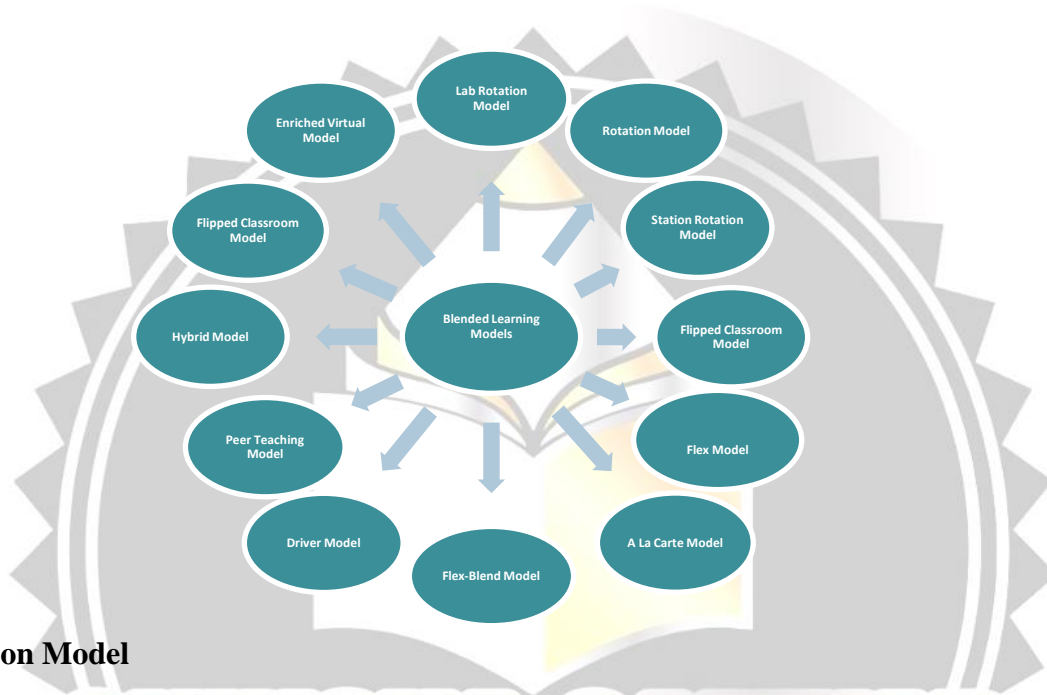 Lab Rotation
Model
Enriched Virtual
Model
Rotation Model
Flipped Classroom
Model
Station Rotation
Model
Blended Learning
Models
Hybrid Model
Flipped Classroom
Model
Peer Teaching
Model
Flex Model
Driver Model
A La Carte Model
Flex-Blend Model
on Model